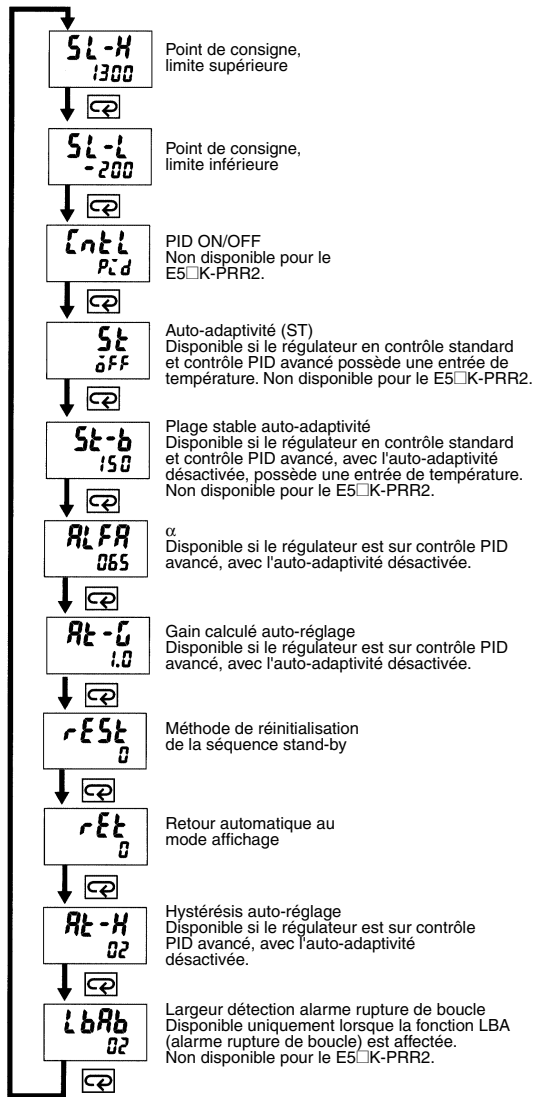 SL-H
1300
Point de consigne,
limite supérieure
SL-L
-200
Point de consigne,
limite inférieure
CntL
Pid
PID ON/OFF
Non disponible pour le
E5□K-PRR2.
St
oFF
Auto-adaptivité (ST)
Disponible si le régulateur en contrôle standard
et contrôle PID avancé possède une entrée de
température. Non disponible pour le E5□K-PRR2.
St-b
150
Plage stable auto-adaptivité
Disponible si le régulateur en contrôle standard
et contrôle PID avancé, avec l'auto-adaptivité
désactivée, possède une entrée de température.
Non disponible pour le E5□K-PRR2.
ALFA
065
α
Disponible si le régulateur est sur contrôle PID
avancé, avec l'auto-adaptivité désactivée.
At-G
1.0
Gain calculé auto-réglage
Disponible si le régulateur est sur contrôle PID
avancé, avec l'auto-adaptivité désactivée.
rESt
0
Méthode de réinitialisation
de la séquence stand-by
rEt
0
Retour automatique au
mode affichage
At-H
02
Hystérésis auto-réglage
Disponible si le régulateur est sur contrôle
PID avancé, avec l'auto-adaptivité
désactivée.
LbAb
02
Largeur détection alarme rupture de boucle
Disponible uniquement lorsque la fonction LBA
(alarme rupture de boucle) est affectée.
Non disponible pour le E5□K-PRR2.